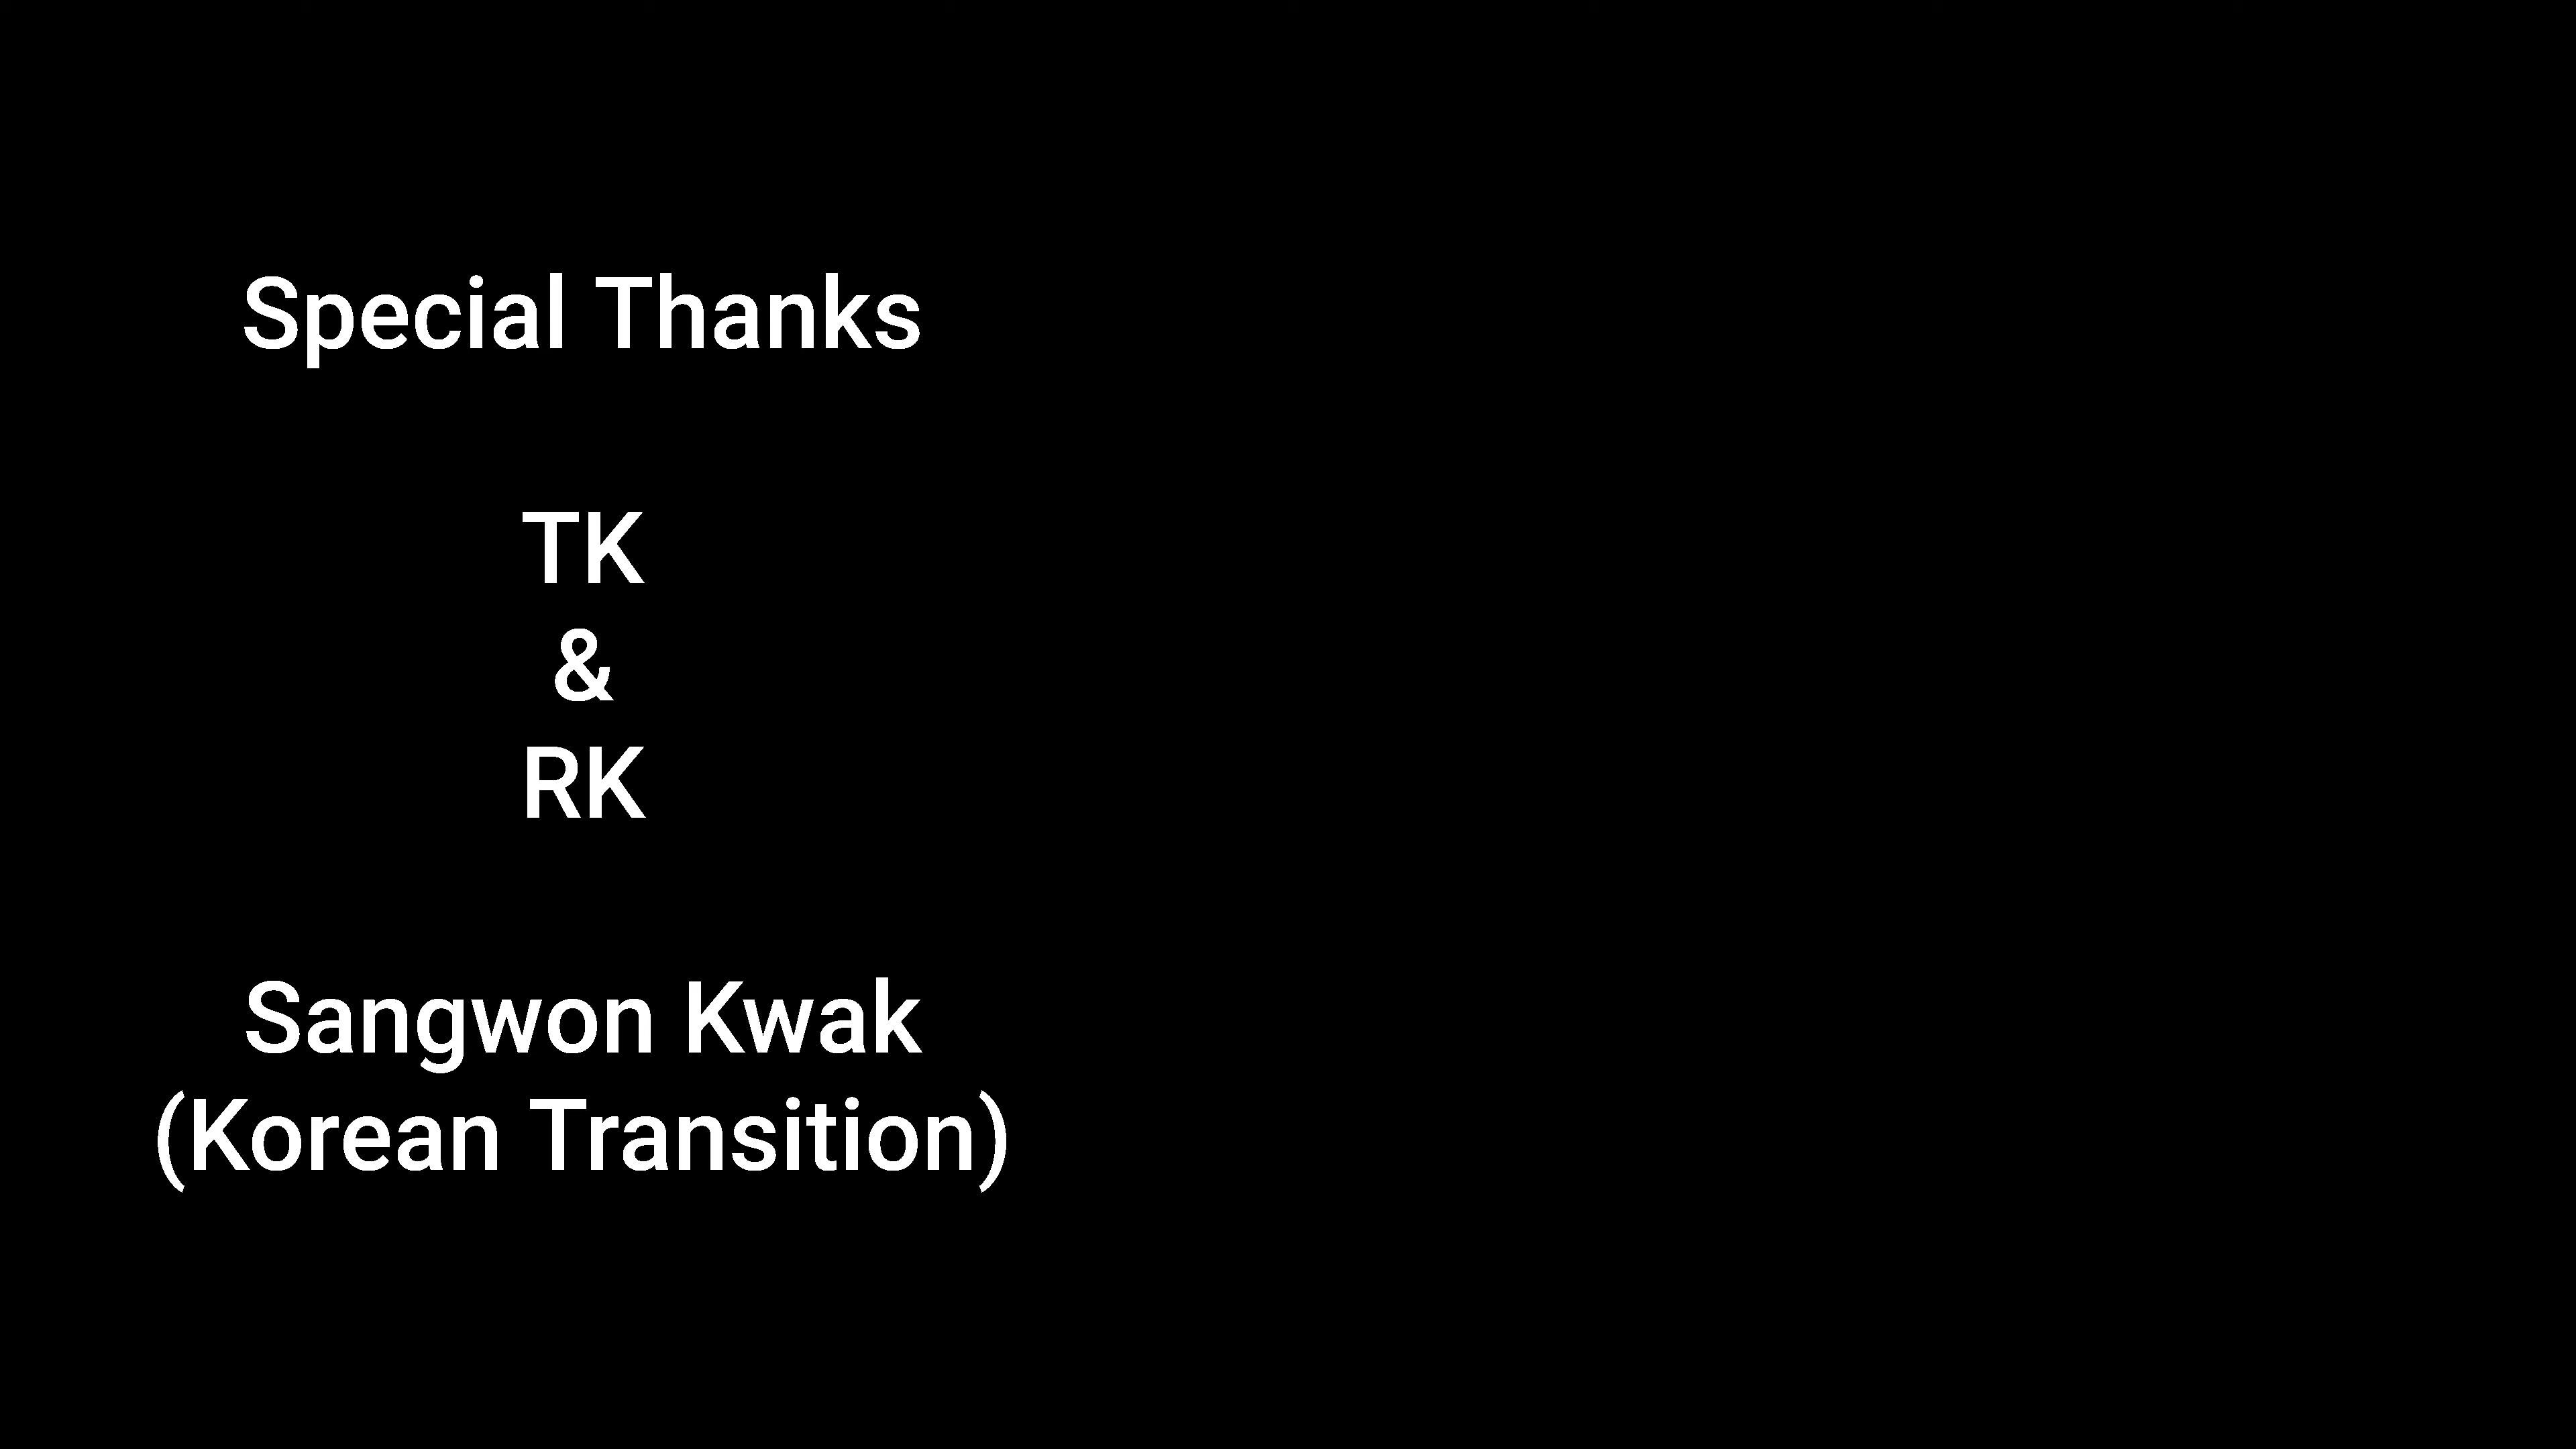 Special Thanks
TK
&
RK
Sangwon Kwak
(Korean Transition)